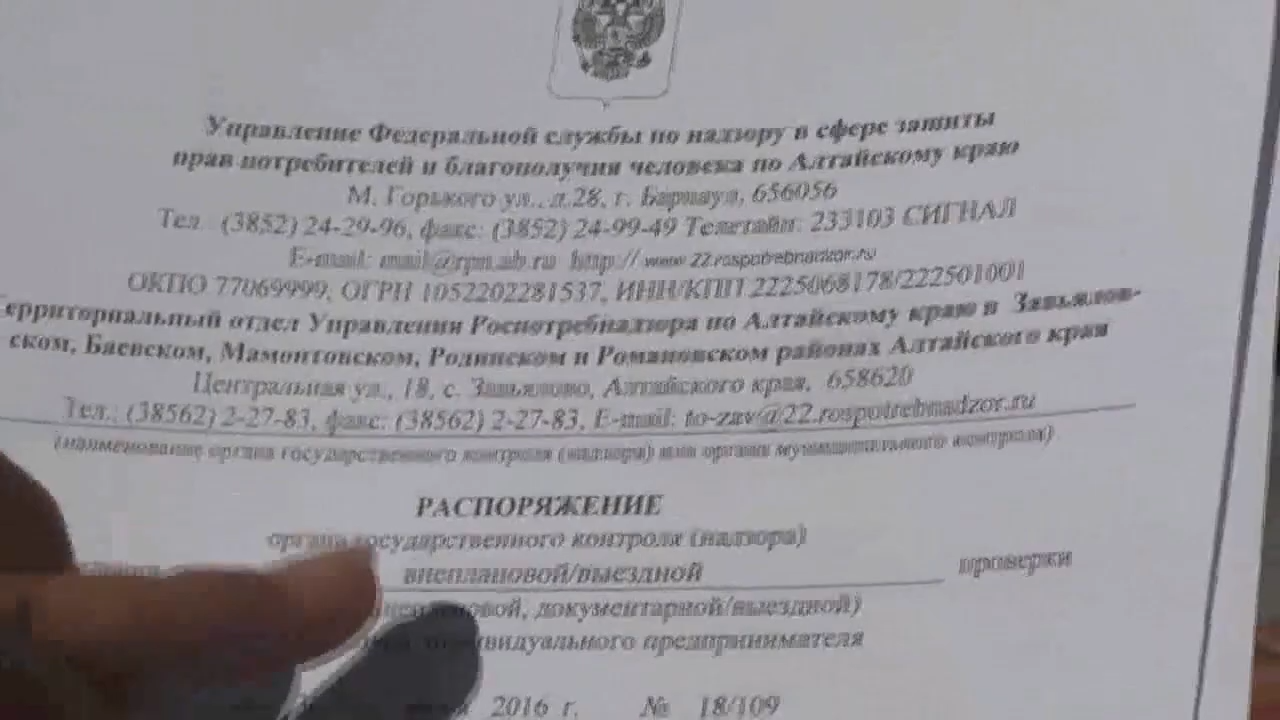 Управление Федеральной службы по надзору в сфере защиты
прав потребителей и благополучия человека по Алтайскому краю
М. Горького ул., д.28, г. Барнаул, 656056
Тел.: (3852) 24-29-96, факс: (3852) 24-99-49 Телетайп: 233103 СИГНАЛ
E-mail: mail@rpn.ab.ru http:// www 22.rospotrebnadzor.ru
ОКПО 77069999, ОГРН 1052202281537, ИНН/КПП 2225068178/222501001
ерриториальный отдел Управления Роспотребнадзора по Алтайскому краю в Завьялов-
ском, Баевском, Мамонтовском, Родинском и Романовском районах Алтайского края
Центральная ул., 18, с. Завьялово, Алтайского края, 658620
Тел.: (38562) 2-27-83, факс: (38562) 2-27-83, E-mail: to-zav@22.rospotrebnadzor.ru
(наименование органа государственного контроля (надзора) или органа муниципального контроля)
РАСПОРЯЖЕНИЕ
органа государственного контроля (надзора)
внеплановой/выездной проверки
документарной/выездной)
индивидуального предпринимателя
2016 г. № 18/109